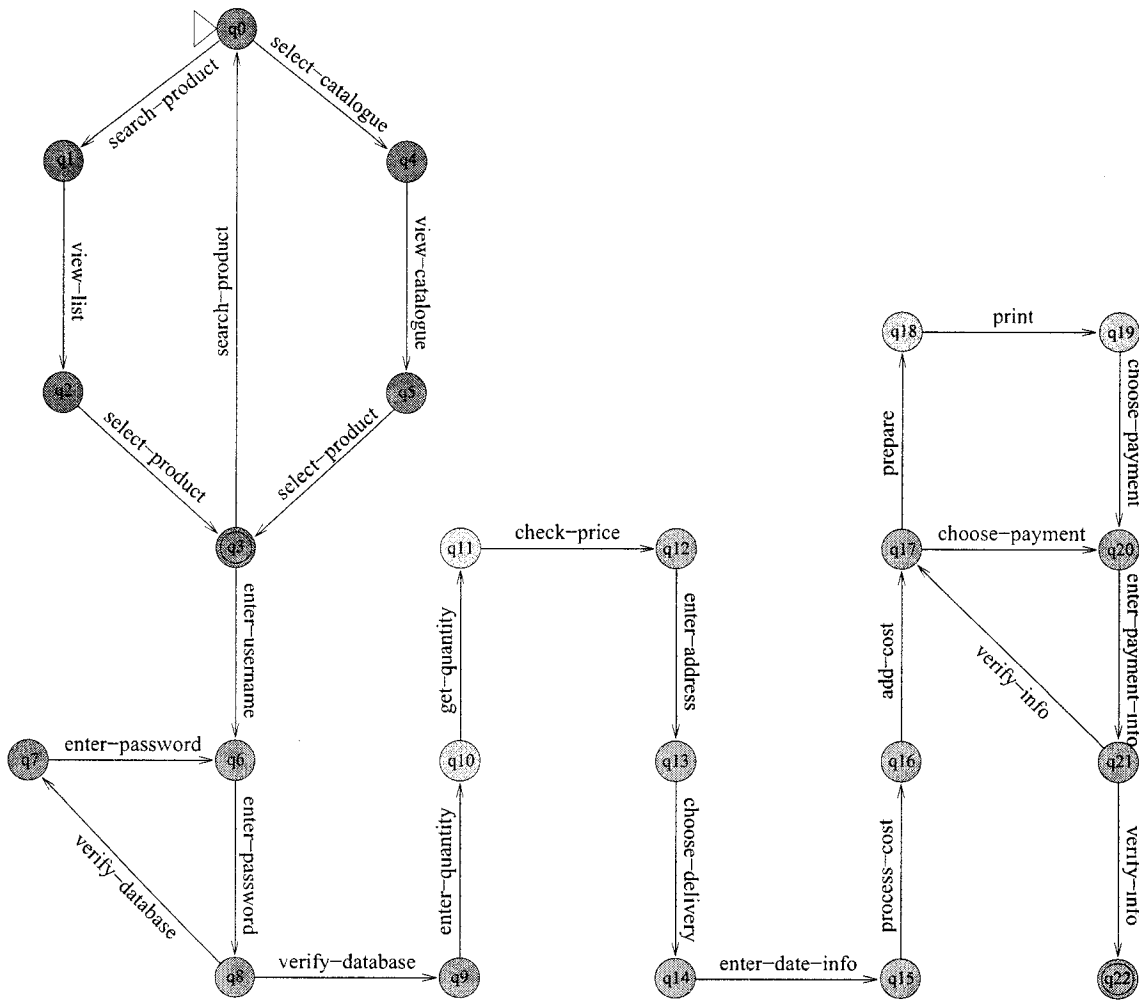 q0
select-catalogue
search-product
q1
q4
view-list
search-product
view-catalogue
q18
print
q19
q2
q5
choose-payment
select-product
select-product
prepare
q3
q11
check-price
q12
q17
choose-payment
q20
enter-username
get-quantity
enter-address
add-cost
verify-info
enter-payment-info
q7
enter-password
q6
q10
q13
q16
q21
verify-database
enter-password
enter-quantity
choose-delivery
process-cost
verify-info
q8
verify-database
q9
q14
enter-date-info
q15
q22